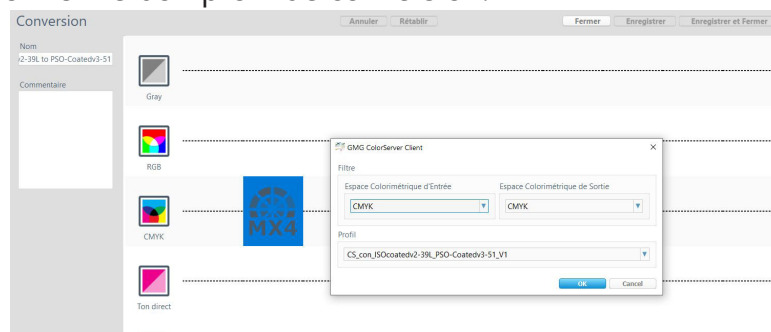 Conversion
Annuler Rétablir Fermer Enregistrer Enregistrer et Fermer
Nom
v2-39L to PSO-Coatedv3-51
Commentaire
Gray
RGB
CMYK
MX4
Ton direct
GMG ColorServer Client
Filtre
Espace Colorimétrique d'Entrée Espace Colorimétrique de Sortie
CMYK CMYK
Profil
CS_con_ISOcoatedv2-39L_PSO-Coatedv3-51_V1
OK Cancel